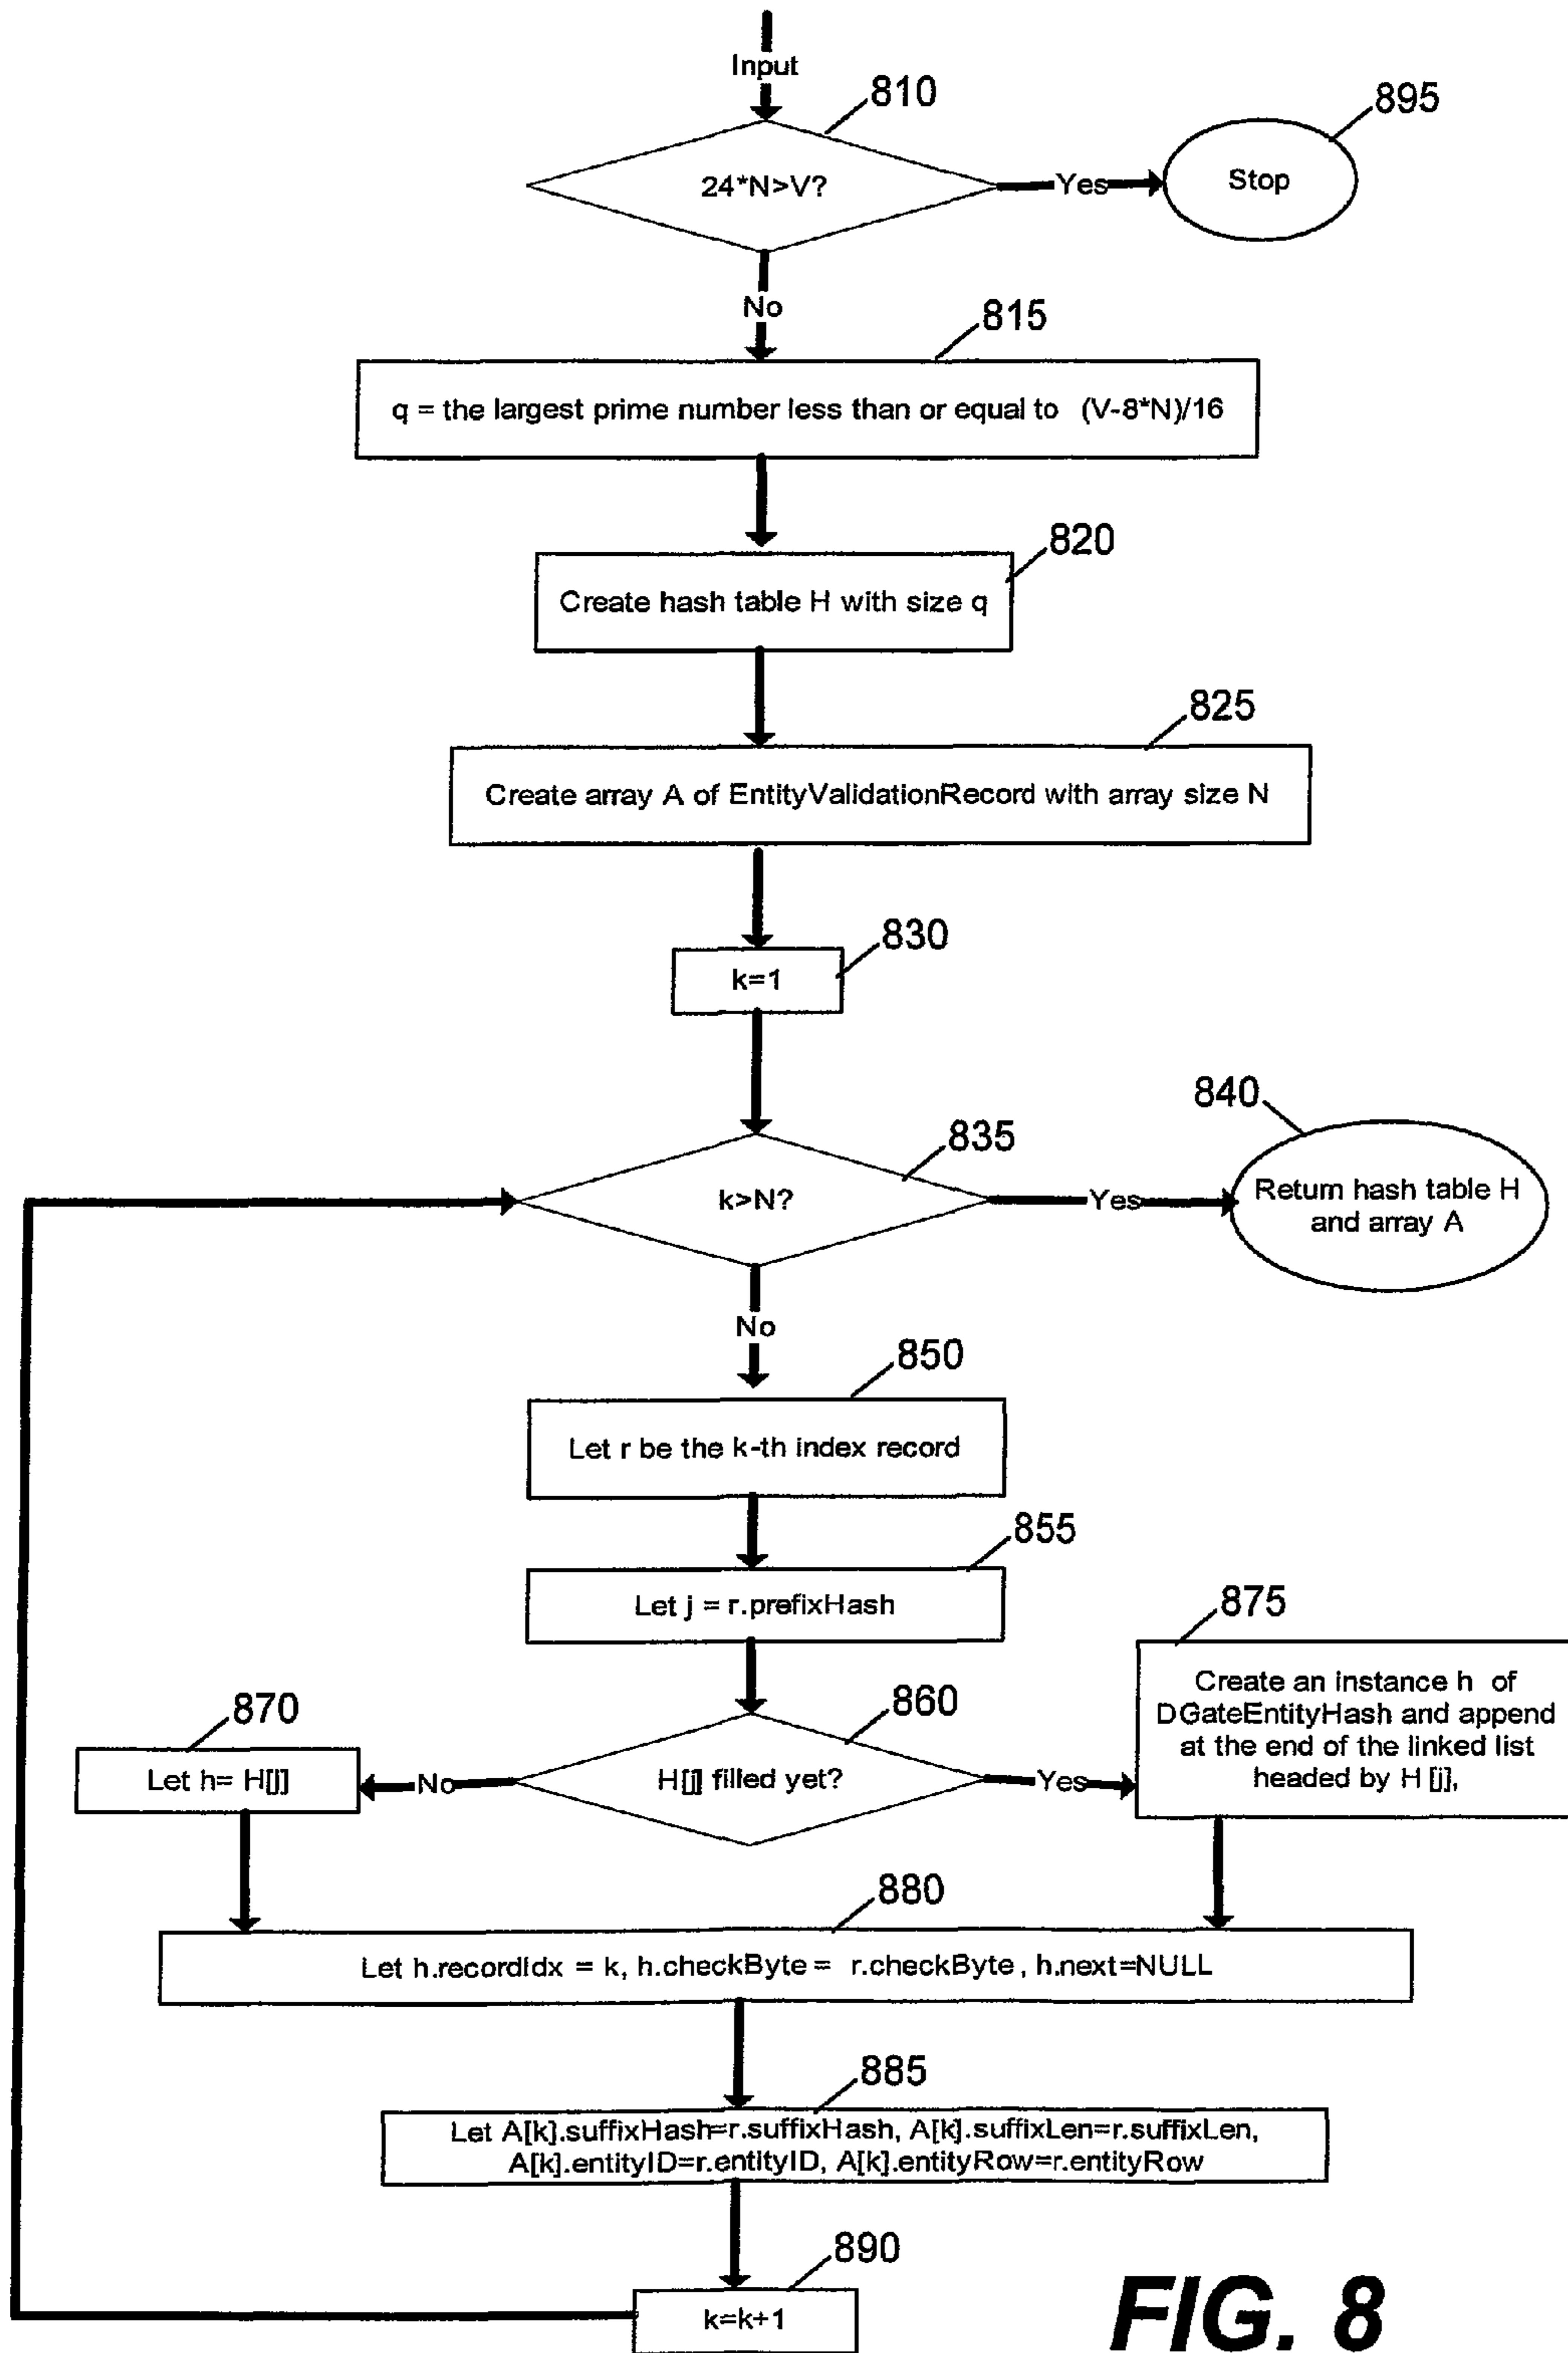 Input
810
895
24*N>V?
Yes
Stop
No
815
q = the largest prime number less than or equal to (V-8*N)/16
820
Create hash table H with size q
825
Create array A of EntityValidationRecord with array size N
830
k=1
840
835
k>N?
Yes
Return hash table H
and array A
No
850
Let r be the k-th index record
855
Let j = r.prefixHash
875
Create an instance h of
DGateEntityHash and append
at the end of the linked list
headed by H [j],
870
860
Let h= H[j]
No
H[j] filled yet?
Yes
880
Let h.recordIdx = k, h.checkByte = r.checkByte, h.next=NULL
885
Let A[k].suffixHash=r.suffixHash, A[k].suffixLen=r.suffixLen,
A[k].entityID=r.entityID, A[k].entityRow=r.entityRow
890
k=k+1
FIG. 8